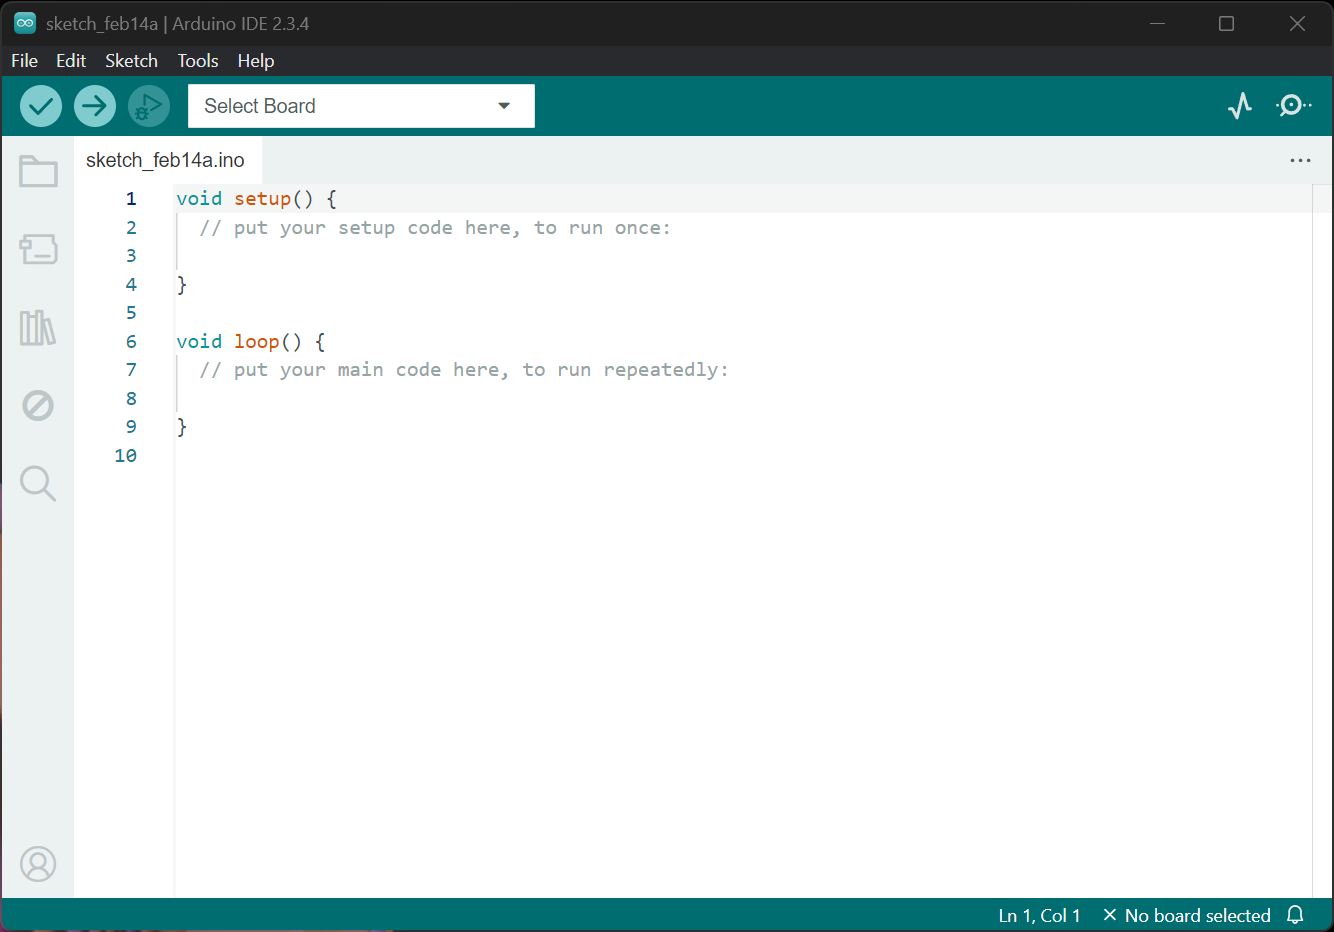 sketch_feb14a | Arduino IDE 2.3.4
File Edit Sketch Tools Help
Select Board
sketch_feb14a.ino
1 void setup() {
2 // put your setup code here, to run once:
3
4 }
5
6 void loop() {
7 // put your main code here, to run repeatedly:
8
9 }
10
Ln 1, Col 1 No board selected